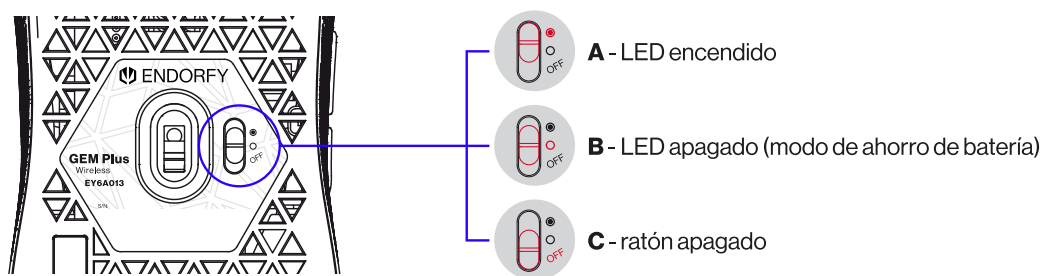 ENDORFY
OFF
GEM Plus
Wireless
EY6A013
S/N:
OFF
A - LED encendido
OFF
B - LED apagado (modo de ahorro de batería)
OFF
C - ratón apagado